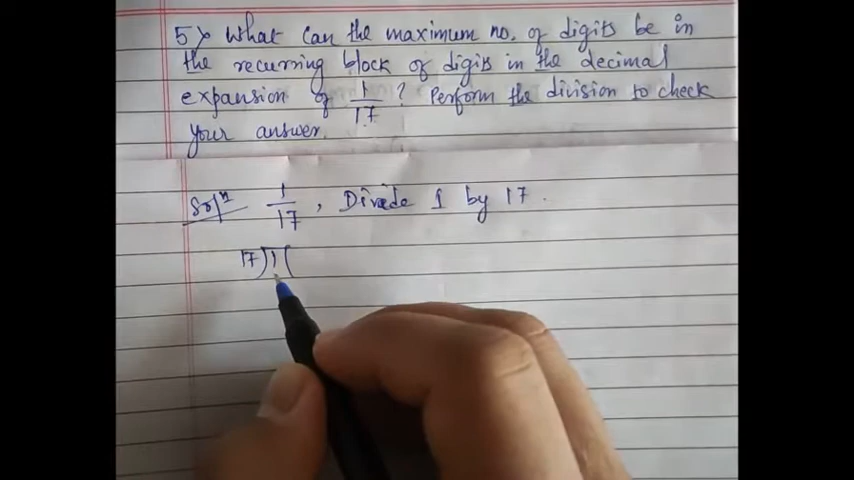 5> What can the maximum no. of digits be in
the recurring block of digits in the decimal
expansion of 1/17 ? Perform the division to check
your answer.
Solⁿ 1/17 , Divide 1 by 17 .
17)1(